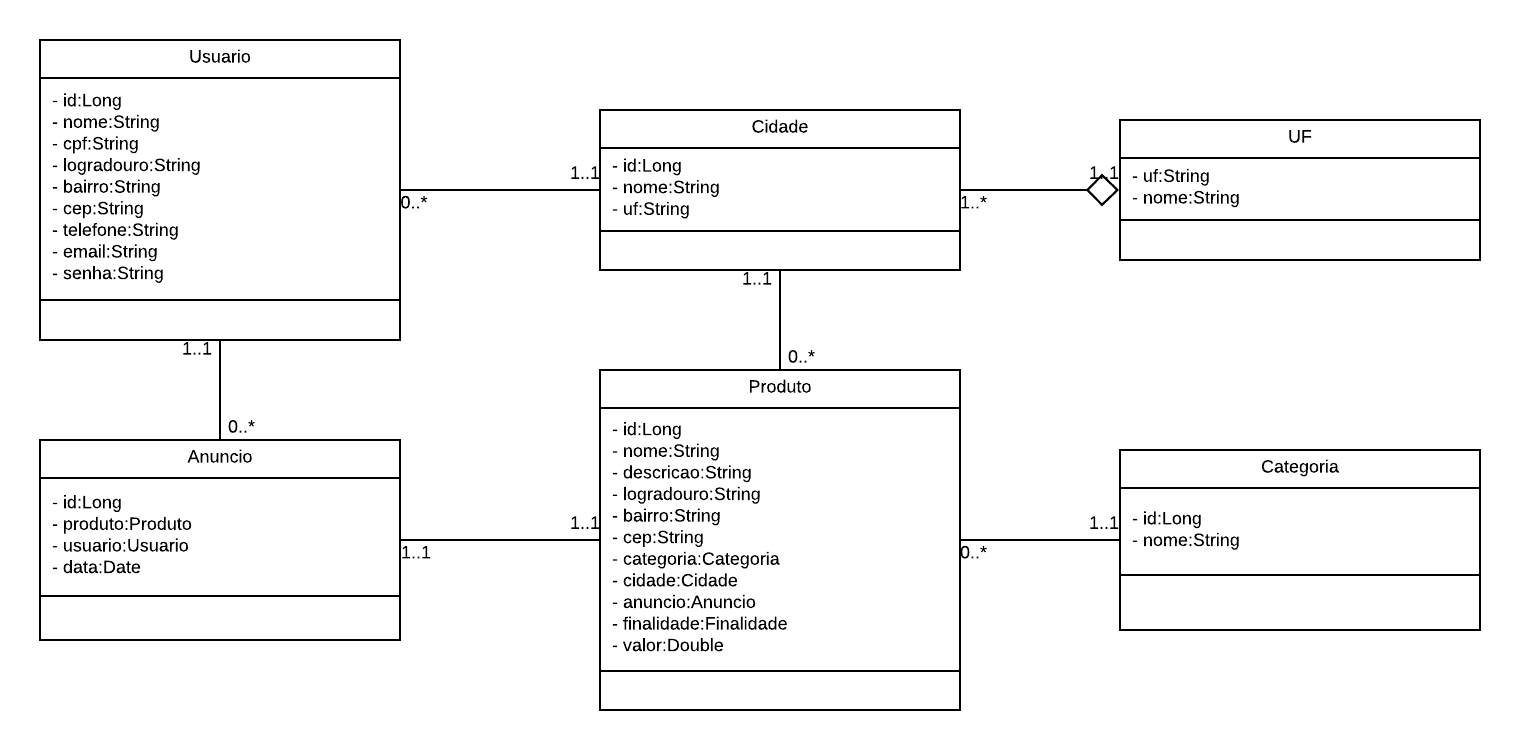 Usuario
- id:Long
- nome:String
- cpf:String
- logradouro:String
- bairro:String
- cep:String
- telefone:String
- email:String
- senha:String
0..*
1..1
Cidade
- id:Long
- nome:String
- uf:String
1..*
1..1
UF
- uf:String
- nome:String
1..1
0..*
1..1
0..*
Anuncio
- id:Long
- produto:Produto
- usuario:Usuario
- data:Date
1..1
1..1
Produto
- id:Long
- nome:String
- descricao:String
- logradouro:String
- bairro:String
- cep:String
- categoria:Categoria
- cidade:Cidade
- anuncio:Anuncio
- finalidade:Finalidade
- valor:Double
0..*
1..1
Categoria
- id:Long
- nome:String